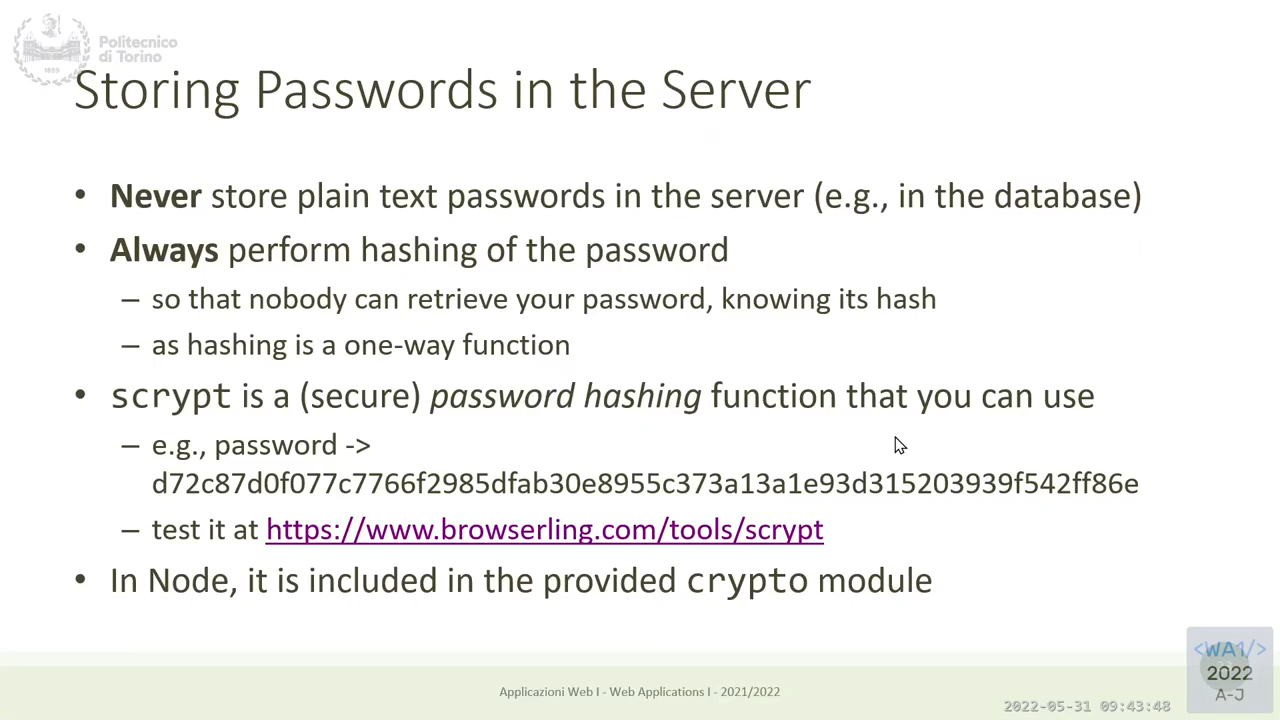 Politecnico
di Torino
Storing Passwords in the Server
• Never store plain text passwords in the server (e.g., in the database)
• Always perform hashing of the password
– so that nobody can retrieve your password, knowing its hash
– as hashing is a one-way function
• scrypt is a (secure) password hashing function that you can use
– e.g., password ->
d72c87d0f077c7766f2985dfab30e8955c373a13a1e93d315203939f542ff86e
– test it at https://www.browserling.com/tools/scrypt
• In Node, it is included in the provided crypto module
Applicazioni Web I - Web Applications I - 2021/2022
<WA1/>
2022
A-J
2022-05-31 09:43:48